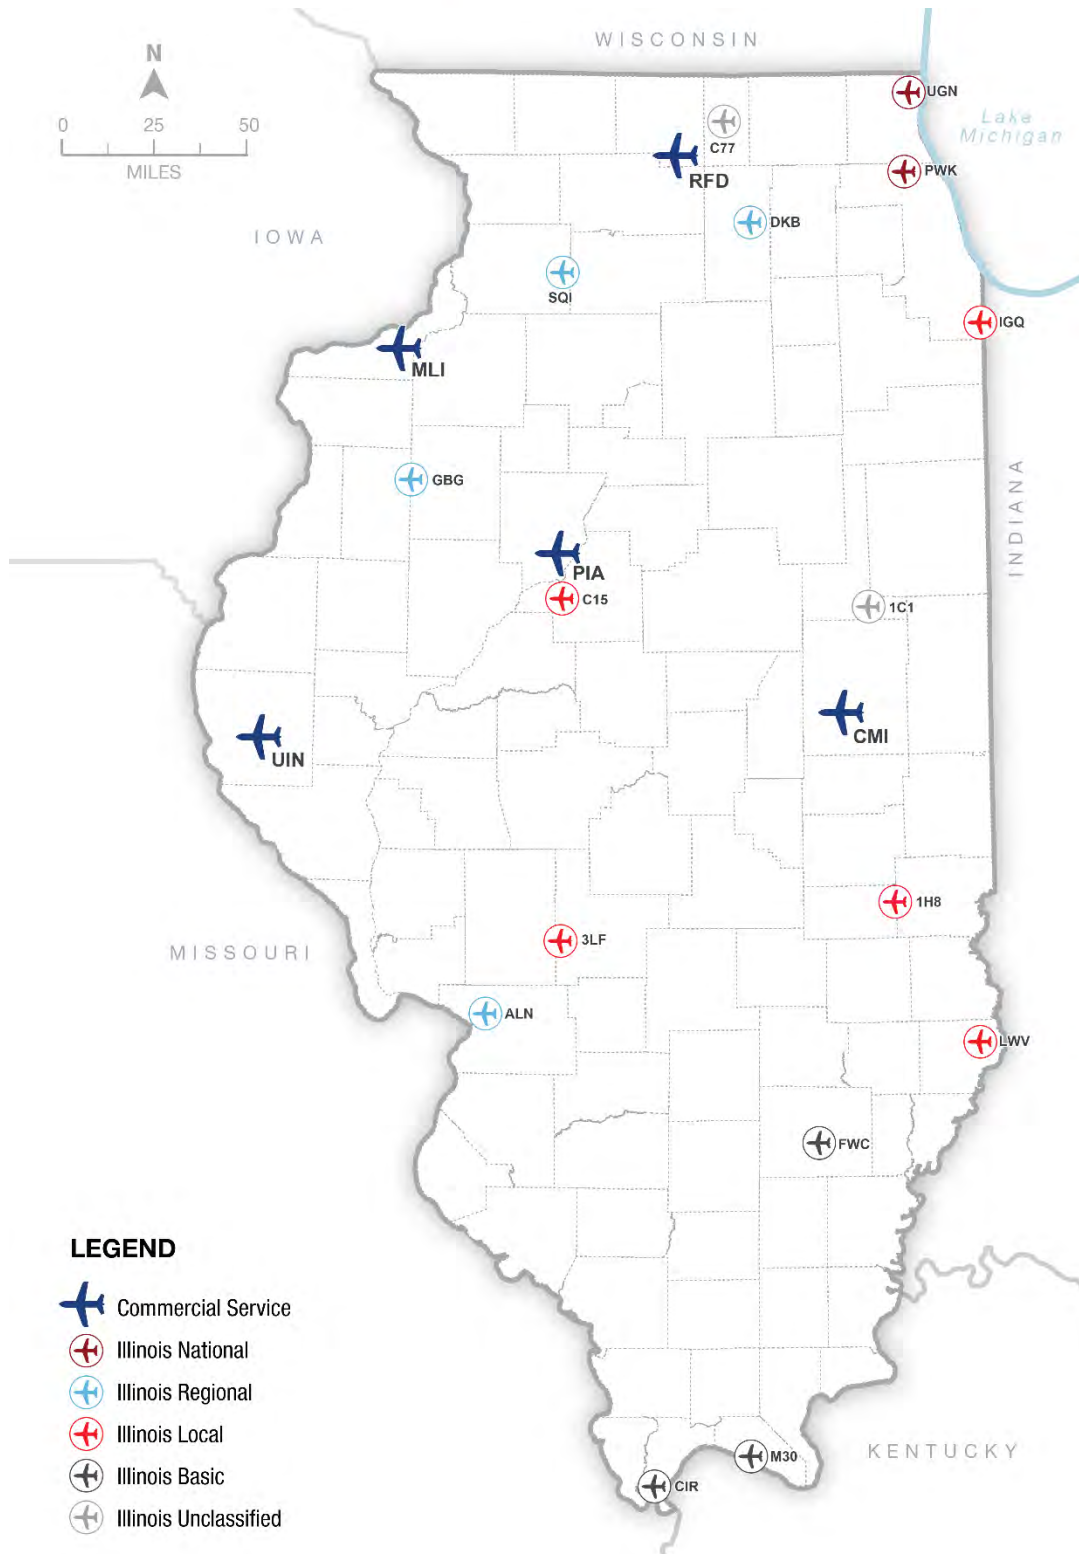 WISCONSIN
N
UGN
Lake
Michigan
0 25 50
C77
MILES
PWK
RFD
DKB
IOWA
SQI
IGQ
MLI
INDIANA
GBG
PIA
C15
1C1
CMI
UIN
1H8
3LF
MISSOURI
ALN
LWV
FWC
LEGEND
Commercial Service
Illinois National
Illinois Regional
Illinois Local
KENTUCKY
M30
Illinois Basic
CIR
Illinois Unclassified